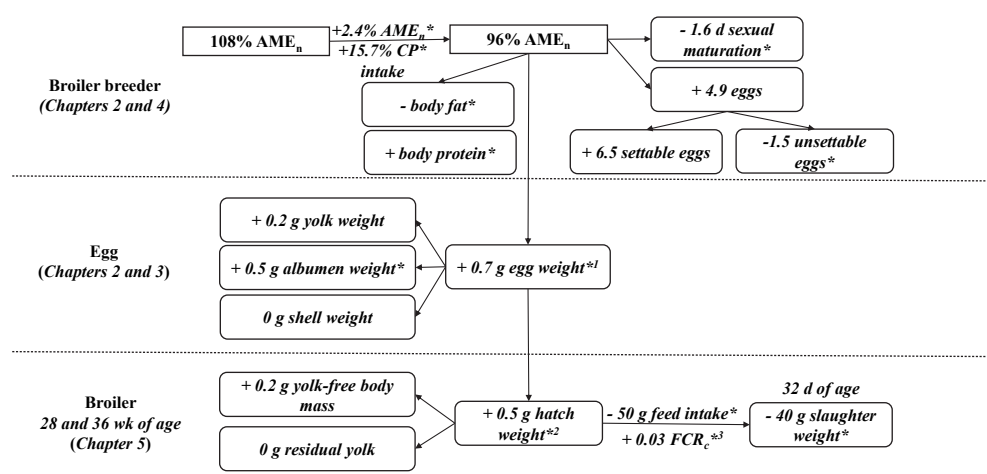 108% AMEn
+2.4% AMEn*
+15.7% CP*
intake
96% AMEn
- 1.6 d sexual
maturation*
Broiler breeder
(Chapters 2 and 4)
- body fat*
+ body protein*
+ 4.9 eggs
+ 6.5 settable eggs
-1.5 unsettable
eggs*
Egg
(Chapters 2 and 3)
+ 0.2 g yolk weight
+ 0.5 g albumen weight*
0 g shell weight
+ 0.7 g egg weight*1
Broiler
28 and 36 wk of age
(Chapter 5)
+ 0.2 g yolk-free body
mass
0 g residual yolk
+ 0.5 g hatch
weight*2
- 50 g feed intake*
+ 0.03 FCRc*3
32 d of age
- 40 g slaughter
weight*